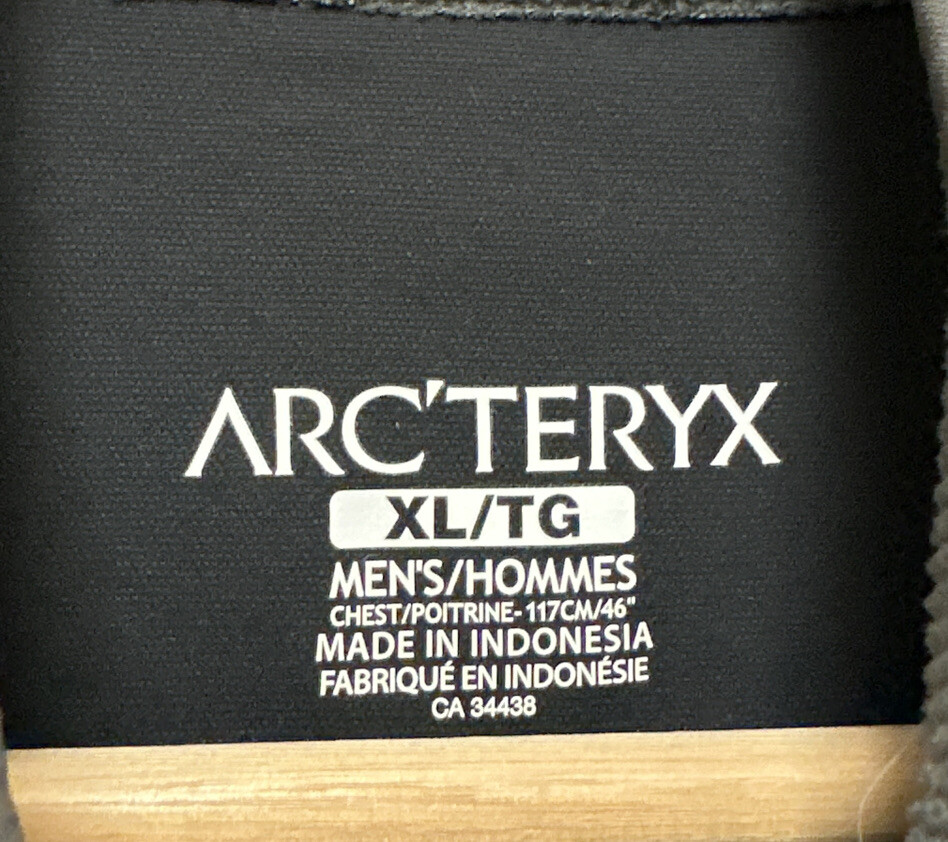 ARC'TERYX
XL/TG
MEN'S/HOMMES
CHEST/POITRINE-117CM/46"
MADE IN INDONESIA
FABRIQUÉ EN INDONÉSIE
CA 34438